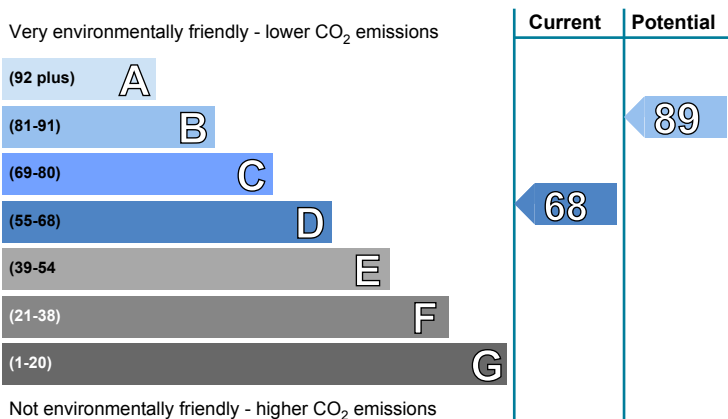 Current Potential
Very environmentally friendly - lower CO2 emissions
(92 plus) A
(81-91) B
89
(69-80) C
(55-68) D
68
(39-54 E
(21-38) F
(1-20) G
Not environmentally friendly - higher CO2 emissions